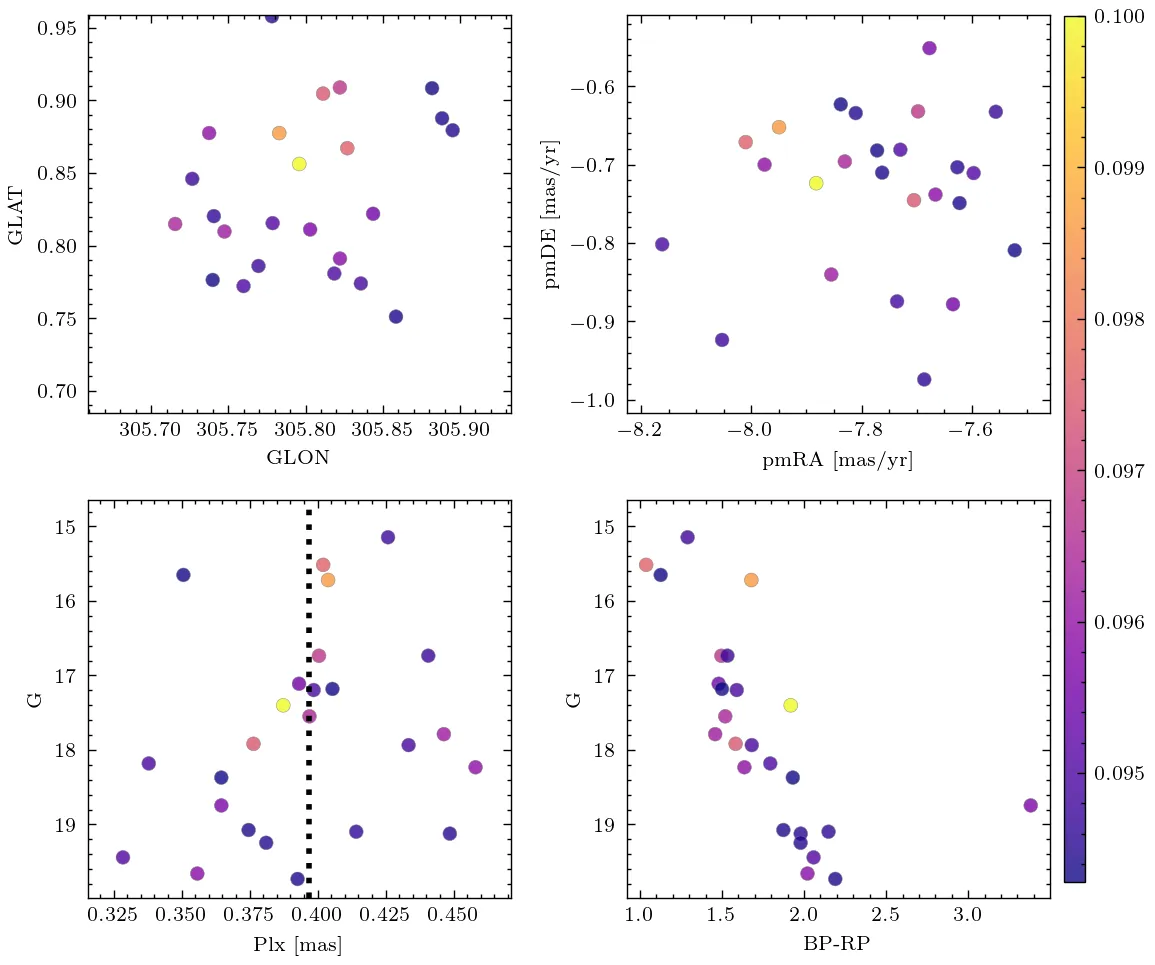 0.95
0.90
0.85
0.80
0.75
0.70
GLAT
305.70 305.75 305.80 305.85 305.90
GLON
−0.6
−0.7
−0.8
−0.9
−1.0
pmDE [mas/yr]
−8.2 −8.0 −7.8 −7.6
pmRA [mas/yr]
0.100
0.099
0.098
0.097
0.096
0.095
15
16
17
18
19
G
0.325 0.350 0.375 0.400 0.425 0.450
Plx [mas]
15
16
17
18
19
G
1.0 1.5 2.0 2.5 3.0
BP-RP